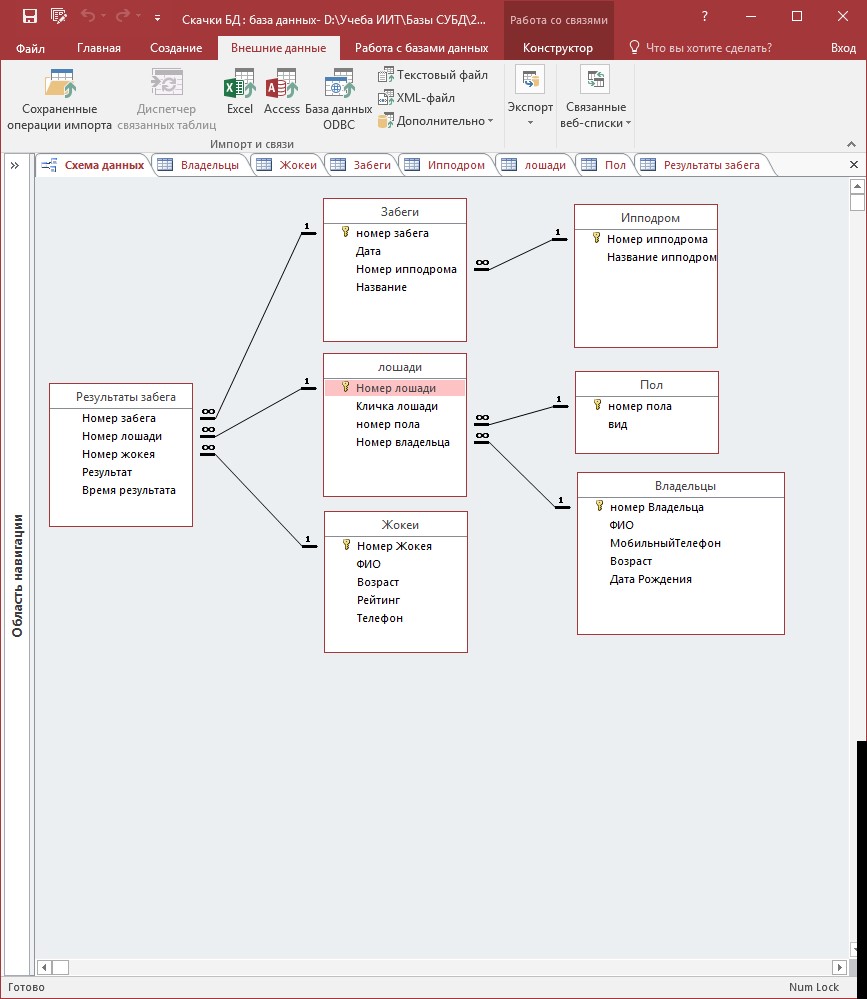 Скачки БД : база данных- D:\Учеба ИИТ\Базы СУБД\2...
Работа со связями
?
Файл
Главная
Создание
Внешние данные
Работа с базами данных
Конструктор
Что вы хотите сделать?
Вход
Сохраненные
операции импорта
Диспетчер
связанных таблиц
Excel
Access
База данных
ODBC
Текстовый файл
XML-файл
Дополнительно
Экспорт
Связанные
веб-списки
Импорт и связи
»
Схема данных
Владельцы
Жокеи
Забеги
Ипподром
лошади
Пол
Результаты забега
Область навигации
Забеги
номер забега
Дата
Номер ипподрома
Название
Ипподром
Номер ипподрома
Название ипподром
лошади
Номер лошади
Кличка лошади
номер пола
Номер владельца
Пол
номер пола
вид
Результаты забега
Номер забега
Номер лошади
Номер жокея
Результат
Время результата
Владельцы
номер Владельца
ФИО
МобильныйТелефон
Возраст
Дата Рождения
Жокеи
Номер Жокея
ФИО
Возраст
Рейтинг
Телефон
1
∞
1
∞
1
∞
1
∞
1
∞
1
∞
Готово
Num Lock